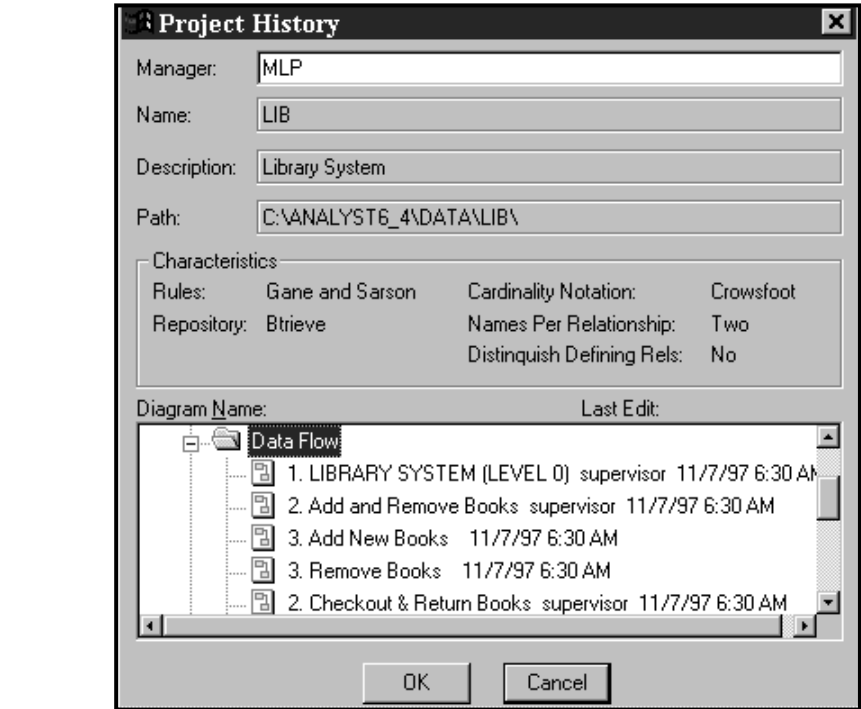 Project History
Manager: MLP
Name: LIB
Description: Library System
Path: C:\ANALYST6_4\DATA\LIB\
Characteristics
Rules: Gane and Sarson Cardinality Notation: Crowsfoot
Repository: Btrieve Names Per Relationship: Two
Distinquish Defining Rels: No
Diagram Name: Last Edit:
Data Flow
1. LIBRARY SYSTEM (LEVEL 0) supervisor 11/7/97 6:30 AM
2. Add and Remove Books supervisor 11/7/97 6:30 AM
3. Add New Books 11/7/97 6:30 AM
3. Remove Books 11/7/97 6:30 AM
2. Checkout & Return Books supervisor 11/7/97 6:30 AM
OK Cancel